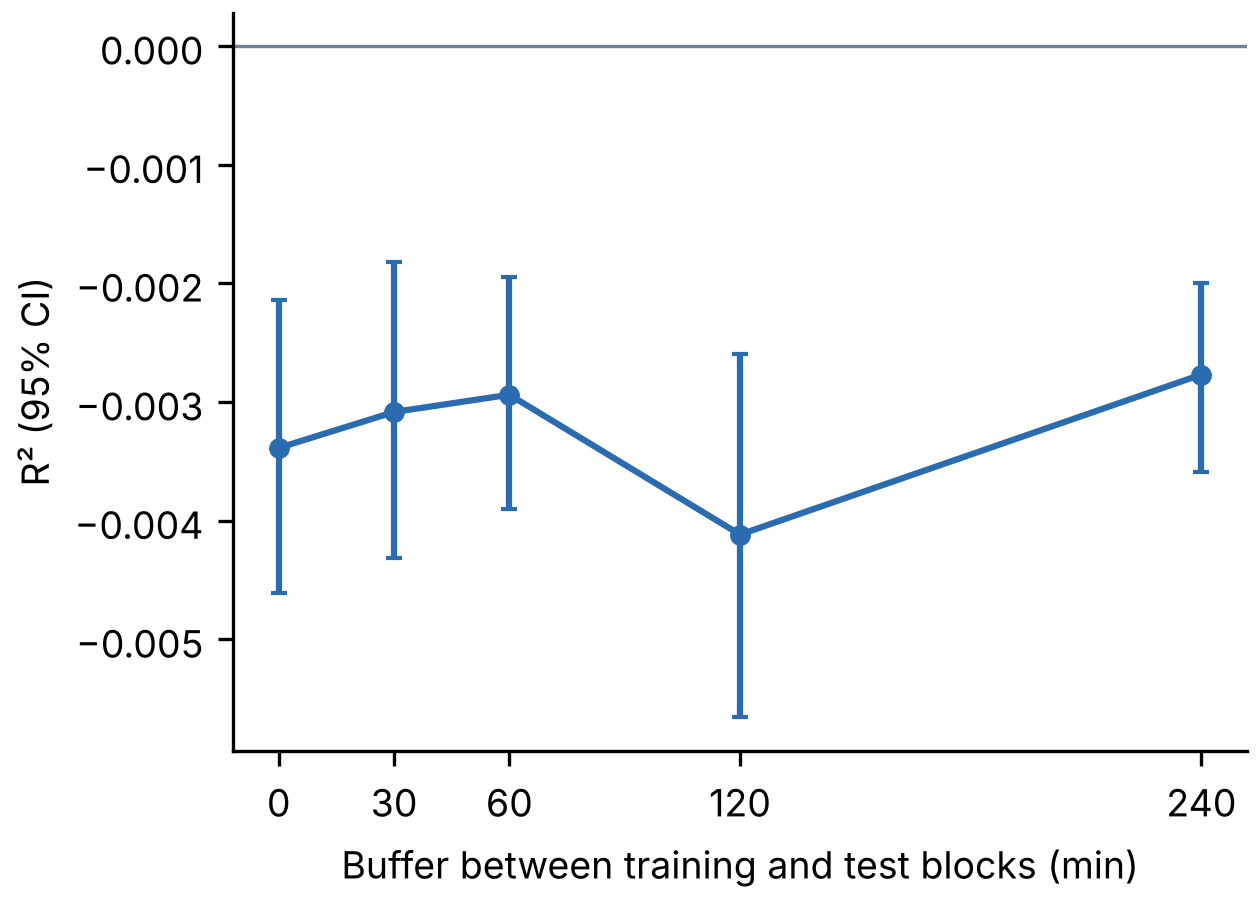 0.000
−0.001
−0.002
−0.003
−0.004
−0.005
R² (95% CI)
0 30 60 120 240
Buffer between training and test blocks (min)